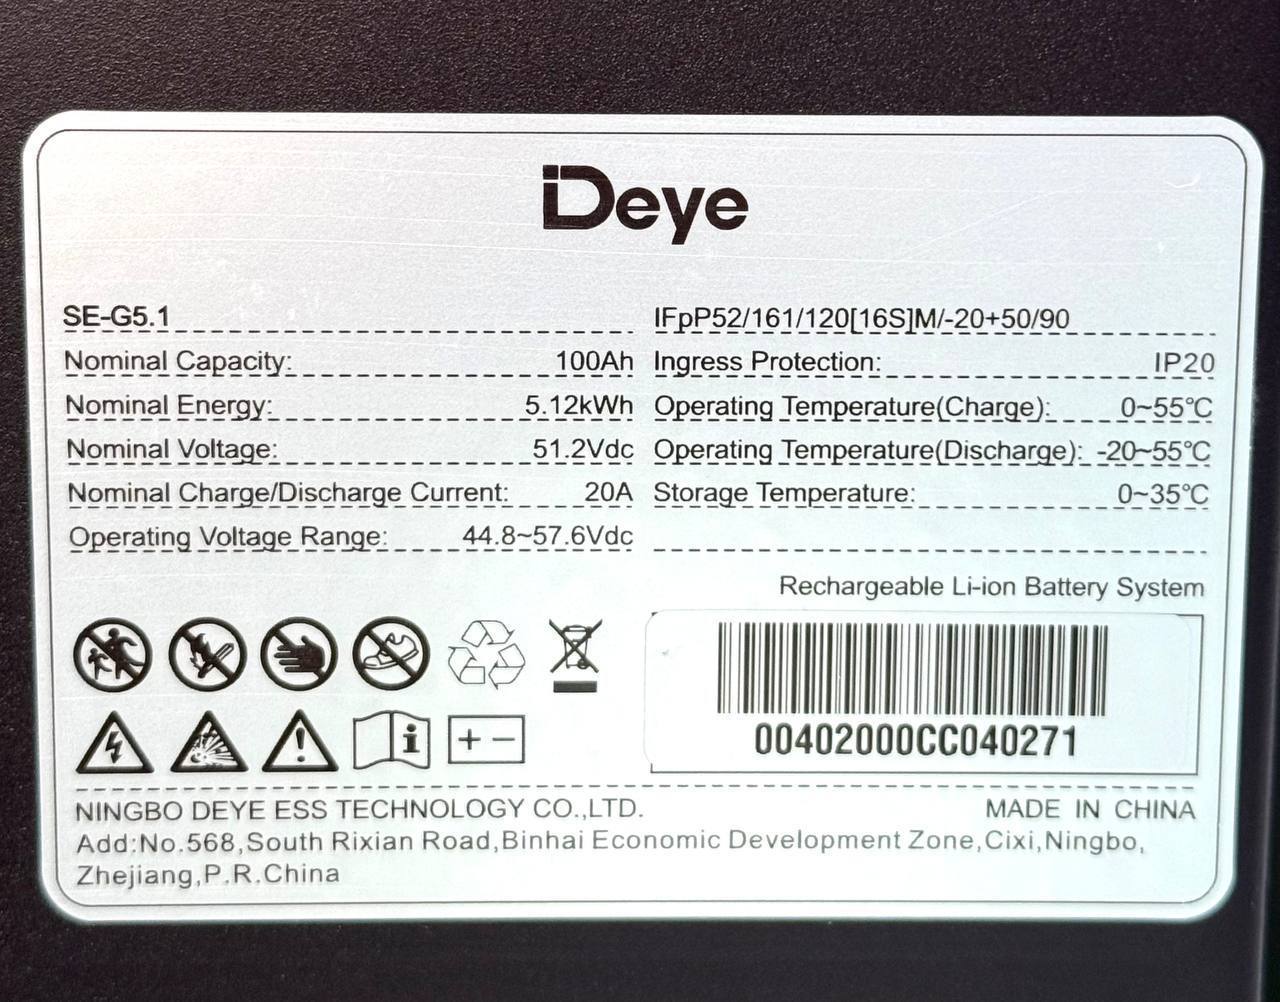 Deye
SE-G5.1
IFpP52/161/120[16S]M/-20+50/90
Nominal Capacity: 100Ah
Ingress Protection: IP20
Nominal Energy: 5.12kWh
Operating Temperature(Charge): 0~55℃
Nominal Voltage: 51.2Vdc
Operating Temperature(Discharge): -20~55℃
Nominal Charge/Discharge Current: 20A
Storage Temperature: 0~35℃
Operating Voltage Range: 44.8~57.6Vdc
Rechargeable Li-ion Battery System
00402000CC040271
NINGBO DEYE ESS TECHNOLOGY CO.,LTD.
MADE IN CHINA
Add:No.568,South Rixian Road,Binhai Economic Development Zone,Cixi,Ningbo,
Zhejiang,P.R.China